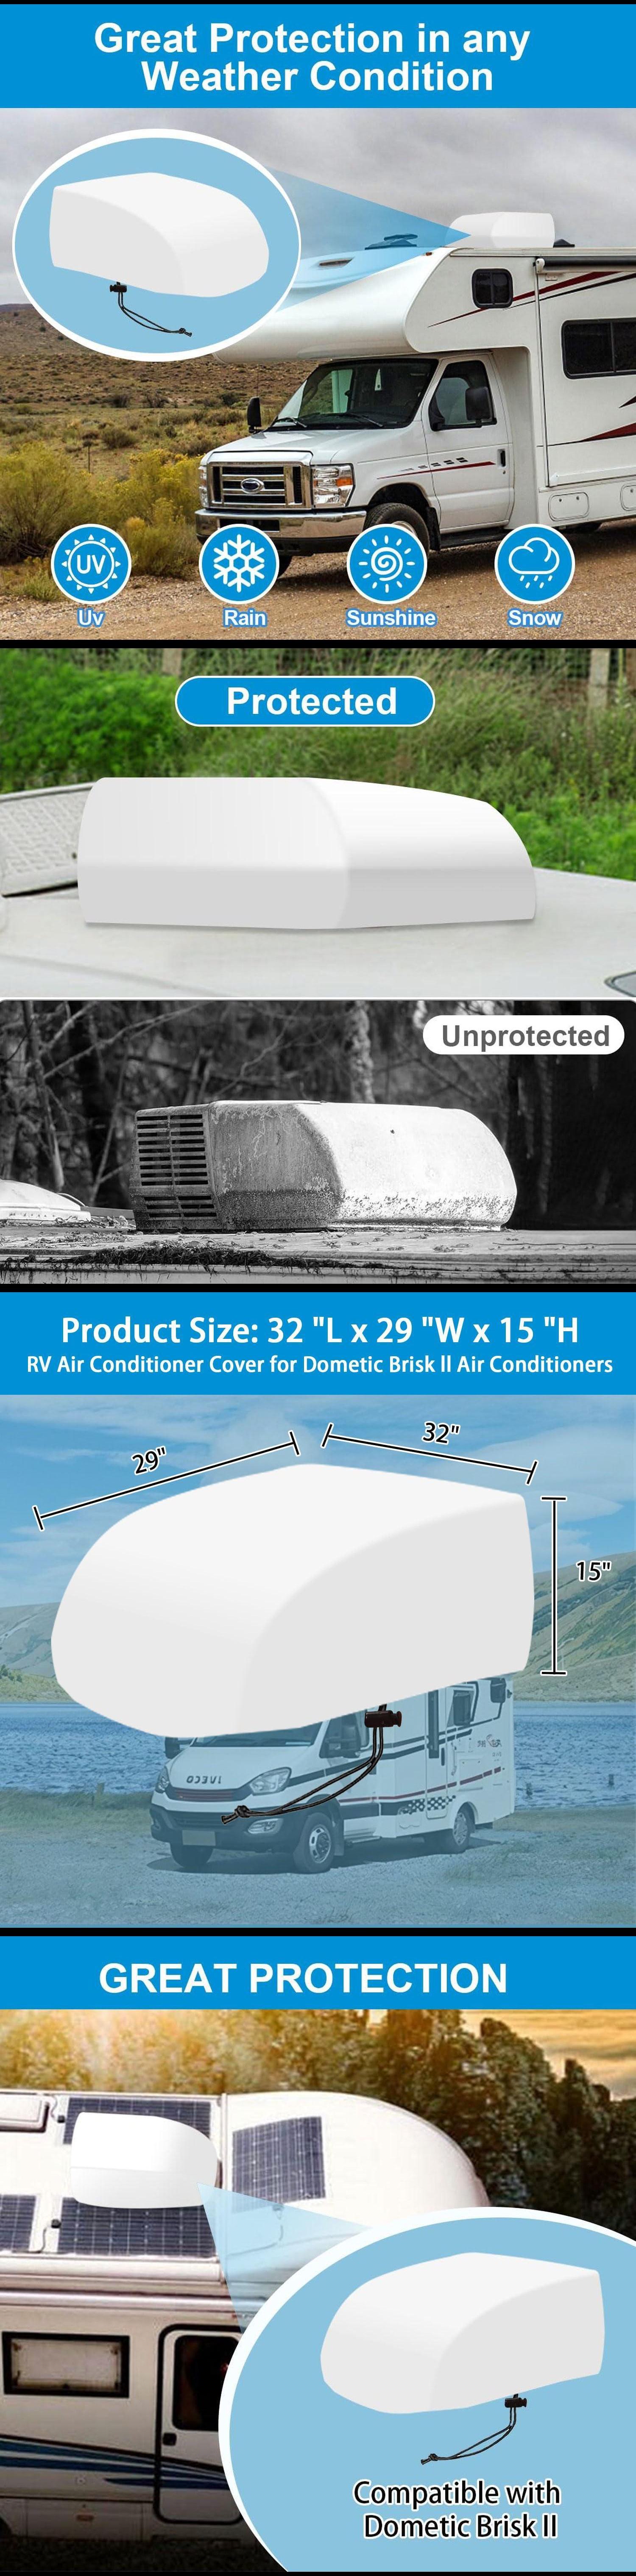 Great Protection in any
Weather Condition
UV
Uv
Rain
Sunshine
Snow
Protected
Unprotected
Product Size: 32 "L x 29 "W x 15 "H
RV Air Conditioner Cover for Dometic Brisk ll Air Conditioners
29"
32"
15"
GREAT PROTECTION
Compatible with
Dometic Brisk II